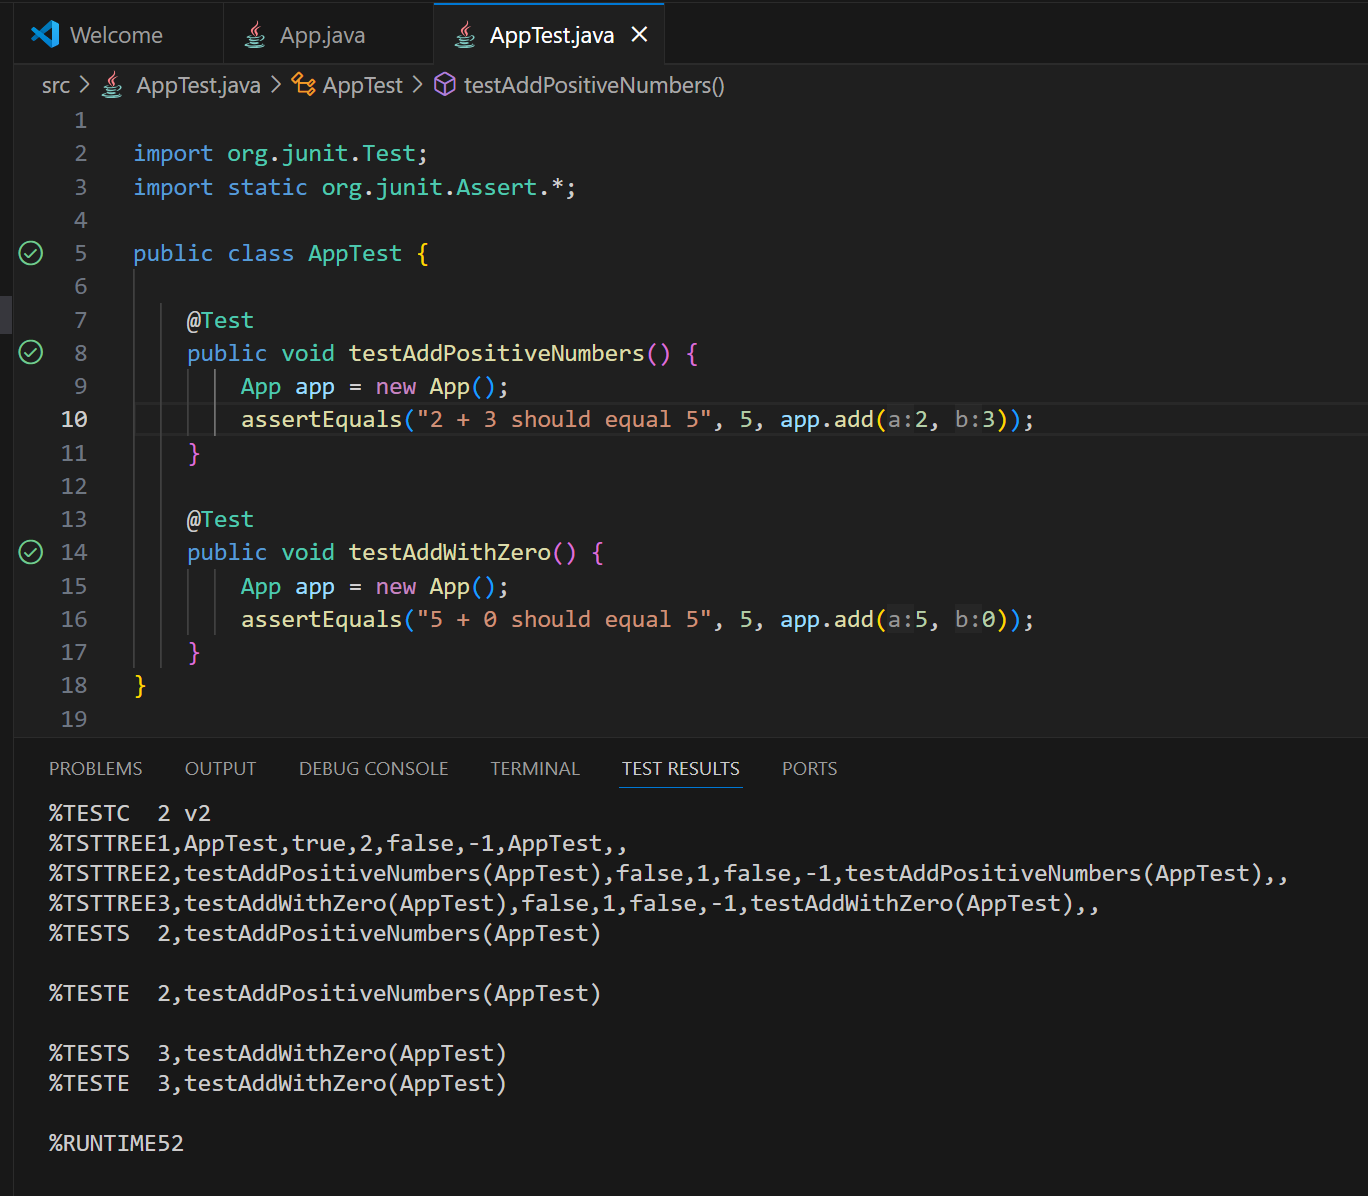 Welcome App.java AppTest.java
src > AppTest.java > AppTest > testAddPositiveNumbers()
1
2 import org.junit.Test;
3 import static org.junit.Assert.*;
4
5 public class AppTest {
6
7 @Test
8 public void testAddPositiveNumbers() {
9 App app = new App();
10 assertEquals("2 + 3 should equal 5", 5, app.add(a:2, b:3));
11 }
12
13 @Test
14 public void testAddWithZero() {
15 App app = new App();
16 assertEquals("5 + 0 should equal 5", 5, app.add(a:5, b:0));
17 }
18 }
19
PROBLEMS OUTPUT DEBUG CONSOLE TERMINAL TEST RESULTS PORTS
%TESTC  2 v2
%TSTTREE1,AppTest,true,2,false,-1,AppTest,,
%TSTTREE2,testAddPositiveNumbers(AppTest),false,1,false,-1,testAddPositiveNumbers(AppTest),,
%TSTTREE3,testAddWithZero(AppTest),false,1,false,-1,testAddWithZero(AppTest),,
%TESTS  2,testAddPositiveNumbers(AppTest)
%TESTE  2,testAddPositiveNumbers(AppTest)
%TESTS  3,testAddWithZero(AppTest)
%TESTE  3,testAddWithZero(AppTest)
%RUNTIME52